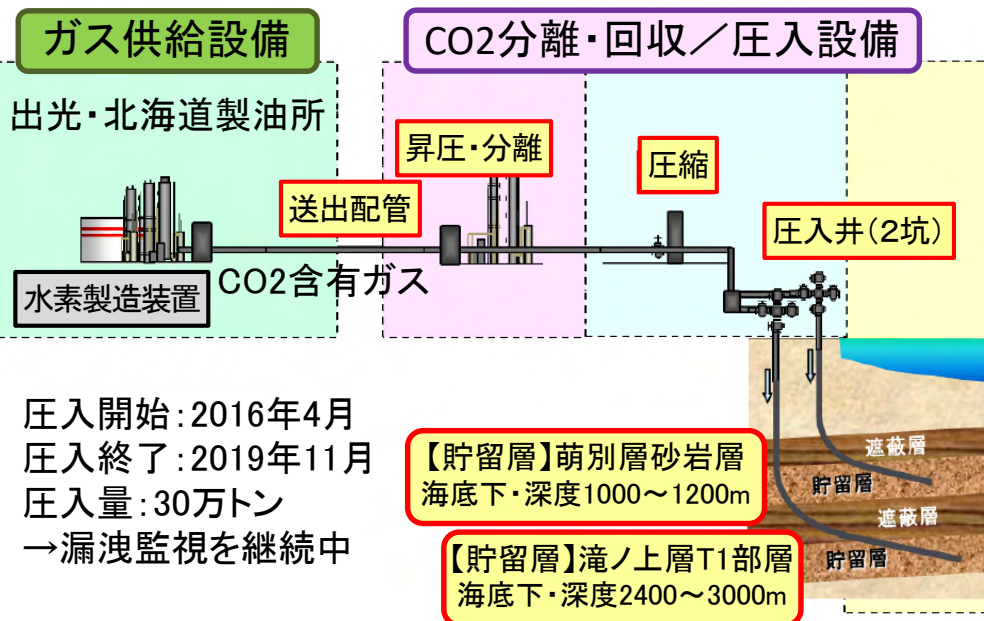 ガス供給設備
CO2分離・回収／圧入設備
出光・北海道製油所
昇圧・分離
圧縮
送出配管
圧入井（2坑）
水素製造装置
CO2含有ガス
圧入開始：2016年4月
圧入終了：2019年11月
圧入量：30万トン
→漏洩監視を継続中
【貯留層】萌別層砂岩層
海底下・深度1000～1200m
【貯留層】滝ノ上層T1部層
海底下・深度2400～3000m
遮蔽層
貯留層
遮蔽層
貯留層